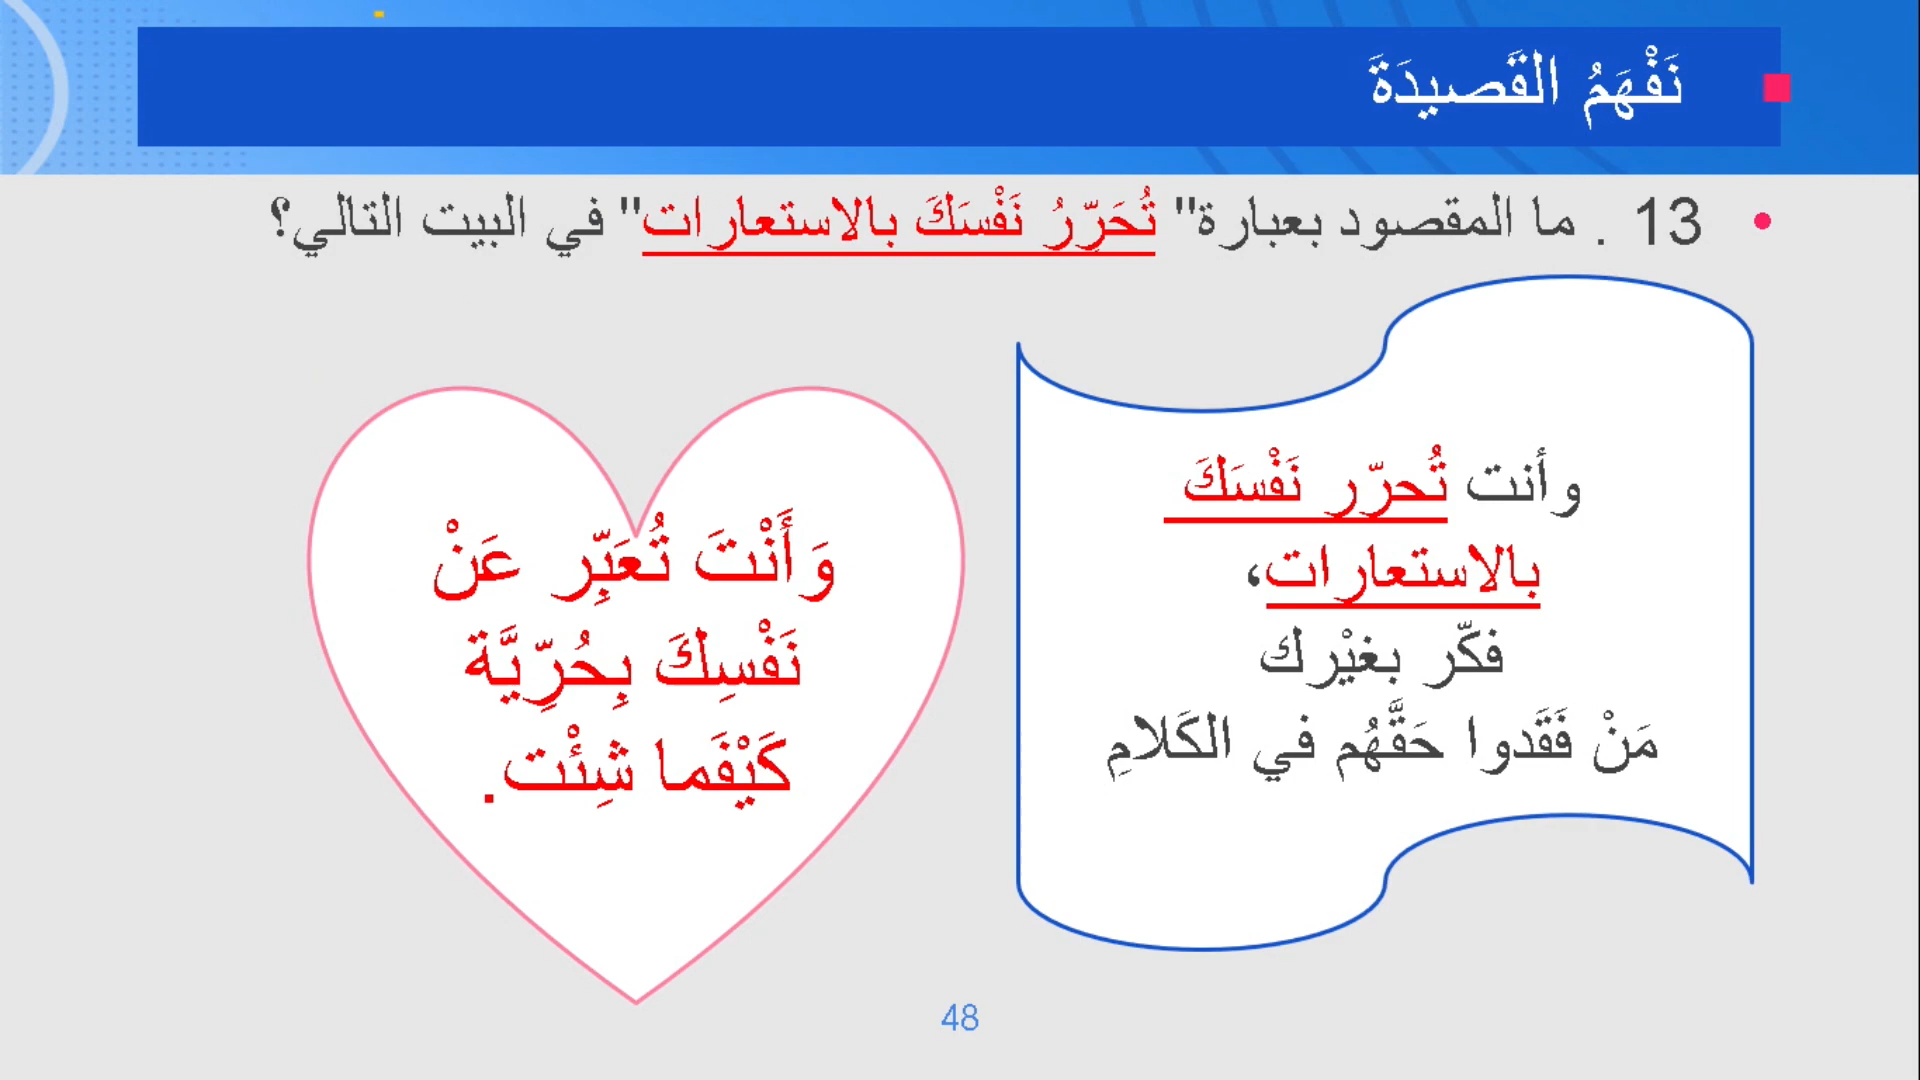 نَفْهَمُ القَصيدَةَ
13 . ما المقصود بعبارة" تُحَرِّرُ نَفْسَكَ بالاستعارات" في البيت التالي؟
وأنت تُحرّر نَفْسَكَ
بالاستعارات،
فكّر بغيْرك
مَنْ فَقَدوا حَقَّهُم في الكَلامِ
وَأَنْتَ تُعَبِّر عَنْ
نَفْسِكَ بِحُرِّيَّة
كَيْفَما شِئْت.
48